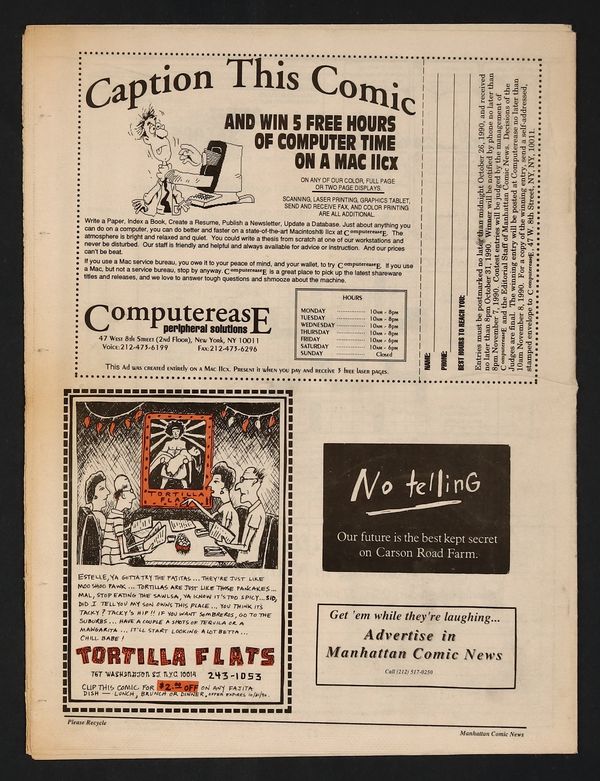 Caption This Comic
AND WIN 5 FREE HOURS
OF COMPUTER TIME
ON A MAC IIcx
ON ANY OF OUR COLOR, FULL PAGE
OR TWO PAGE DISPLAYS.
SCANNING, LASER PRINTING, GRAPHICS TABLET,
SEND AND RECEIVE FAX, AND COLOR PRINTING
ARE ALL ADDITIONAL.
Write a Paper, Index a Book, Create a Resume, Publish a Newsletter, Update a Database. Just about anything you
can do on a computer, you can do better and faster on a state-of-the-art Macintosh® IIcx at ComputereasE. The
atmosphere is bright and relaxed and quiet. You could write a thesis from scratch at one of our workstations and
never be disturbed. Our staff is friendly and helpful and always available for advice or instruction. And our prices
can't be beat.
If you use a Mac service bureau, you owe it to your peace of mind, and your wallet, to try ComputereasE. If you use
a Mac, but not a service bureau, stop by anyway. ComputereasE is a great place to pick up the latest shareware
titles and releases, and we love to answer tough questions and shmooze about the machine.
ComputereasE
peripheral solutions
47 West 8th Street (2nd Floor), New York, NY 10011
Voice: 212-473-6199 Fax: 212-473-6296
HOURS
MONDAY 10am - 8pm
TUESDAY 10am - 8pm
WEDNESDAY 10am - 8pm
THURSDAY 10am - 8pm
FRIDAY 10am - 6pm
SATURDAY 10am - 6pm
SUNDAY Closed
This Ad was created entirely on a Mac IIcx. Present it when you pay and receive 3 free laser pages.
NAME:
PHONE:
BEST HOURS TO REACH YOU:
Entries must be postmarked no later than midnight October 26, 1990, and received
no later than 8pm October 31, 1990. Winner will be notified by phone no later than
8pm November 7, 1990. Contest entries will be judged by the management of
ComputereasE and the Editorial Staff of Manhattan Comic News. Decisions of the
Judges are final. The winning entry will be posted at Computerease no later than
10am November 8, 1990. For a copy of the winning entry, send a self-addressed,
stamped envelope to ComputereasE, 47 W. 8th Street, NY, NY, 10011.
TORTILLA
FLATS
ESTELLE, YA GOTTA TRY THE FAJITAS... THEY'RE JUST LIKE
MOO SHOO PAWK... TORTILLAS ARE JUST LIKE THOSE PANCAKES...
MAL, STOP EATING THE SAWLSA, YA KNOW IT'S TOO SPICY... SID,
DID I TELL YOU MY SON OWNS THIS PLACE... YOU THINK ITS
TACKY? TACKY'S HIP!! IF YOU WANT SOMBREROS, GO TO THE
SUBURBS... HAVE A COUPLE A SHOTS OF TEQUILA OR A
MARGARITA... IT'LL START LOOKING A LOT BETTA...
CHILL BABE!
TORTILLA FLATS
767 WASHINGTON ST. N.Y.C. 10014 243-1053
CLIP THIS COMIC FOR $2.00 OFF ON ANY FAJITA
DISH — LUNCH, BRUNCH OR DINNER, OFFER EXPIRES
No telling
Our future is the best kept secret
on Carson Road Farm.
Get 'em while they're laughing...
Advertise in
Manhattan Comic News
Call (212) 517-0250
Please Recycle
Manhattan Comic News